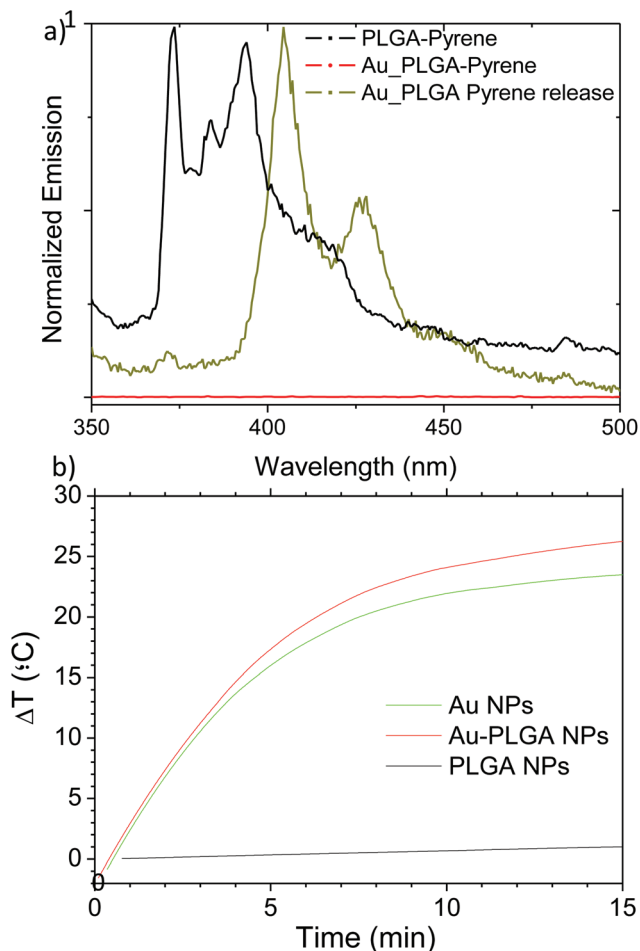 a)
1
PLGA-Pyrene
Au_PLGA-Pyrene
Au_PLGA Pyrene release
Normalized Emission
350 400 450 500
Wavelength (nm)
b)
30
25
20
15
10
5
0
ΔT (°C)
Au NPs
Au-PLGA NPs
PLGA NPs
0
0 5 10 15
Time (min)